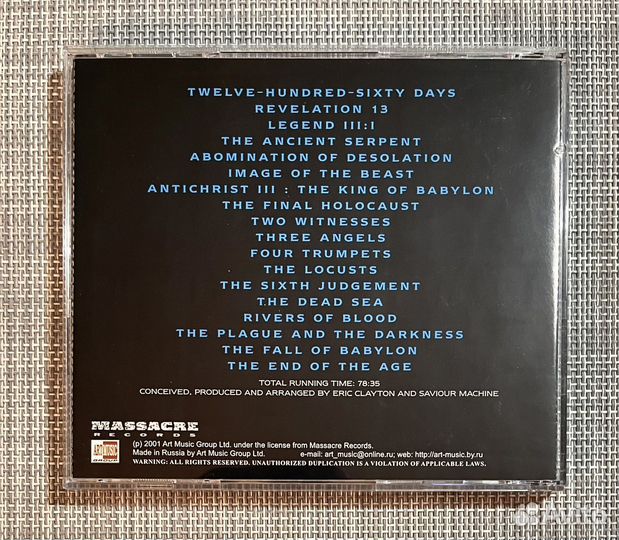 TWELVE-HUNDRED-SIXTY DAYS
REVELATION 13
LEGEND III:I
THE ANCIENT SERPENT
ABOMINATION OF DESOLATION
IMAGE OF THE BEAST
ANTICHRIST III : THE KING OF BABYLON
THE FINAL HOLOCAUST
TWO WITNESSES
THREE ANGELS
FOUR TRUMPETS
THE LOCUSTS
THE SIXTH JUDGEMENT
THE DEAD SEA
RIVERS OF BLOOD
THE PLAGUE AND THE DARKNESS
THE FALL OF BABYLON
THE END OF THE AGE
TOTAL RUNNING TIME: 78:35
CONCEIVED, PRODUCED AND ARRANGED BY ERIC CLAYTON AND SAVIOUR MACHINE
MASSACRE
RECORDS
ART MUSIC
GROUP
(p) 2001 Art Music Group Ltd. under the license from Massacre Records.
Made in Russia by Art Music Group Ltd. e-mail: art_music@online.ru; web: http://art-music.by.ru
WARNING: ALL RIGHTS RESERVED. UNAUTHORIZED DUPLICATION IS A VIOLATION OF APPLICABLE LAWS.
Avito